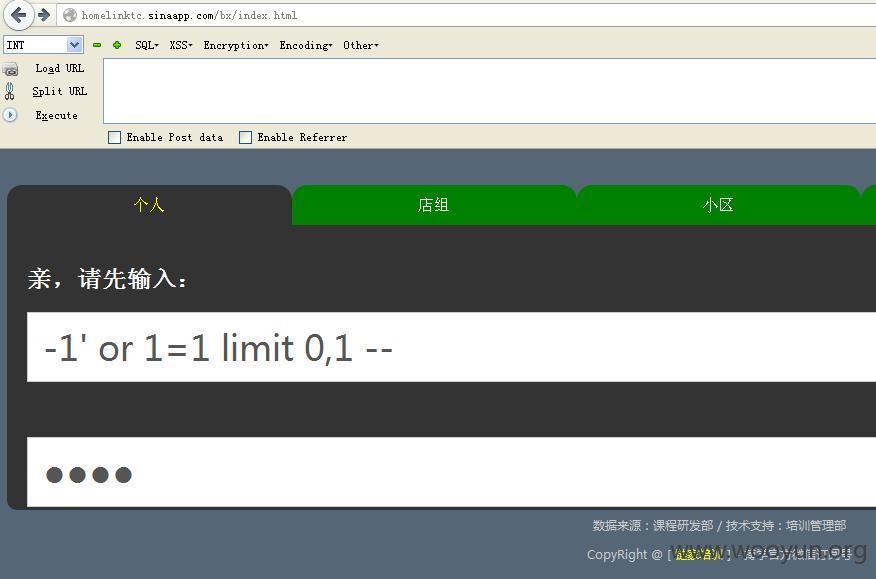 homelinktc.sinaapp.com/bx/index.html
INT SQL XSS Encryption Encoding Other
Load URL
Split URL
Execute
Enable Post data Enable Referrer
个人 店组 小区
亲，请先输入：
-1' or 1=1 limit 0,1 --
●●●●
数据来源：课程研发部 / 技术支持：培训管理部
CopyRight @ [
www.wooyun.org